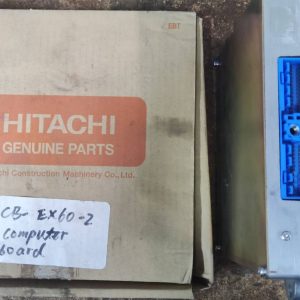 EBT
HITACHI
GENUINE PARTS
chi Construction Machinery Co., Ltd.
CB- EX60-2
computer
board